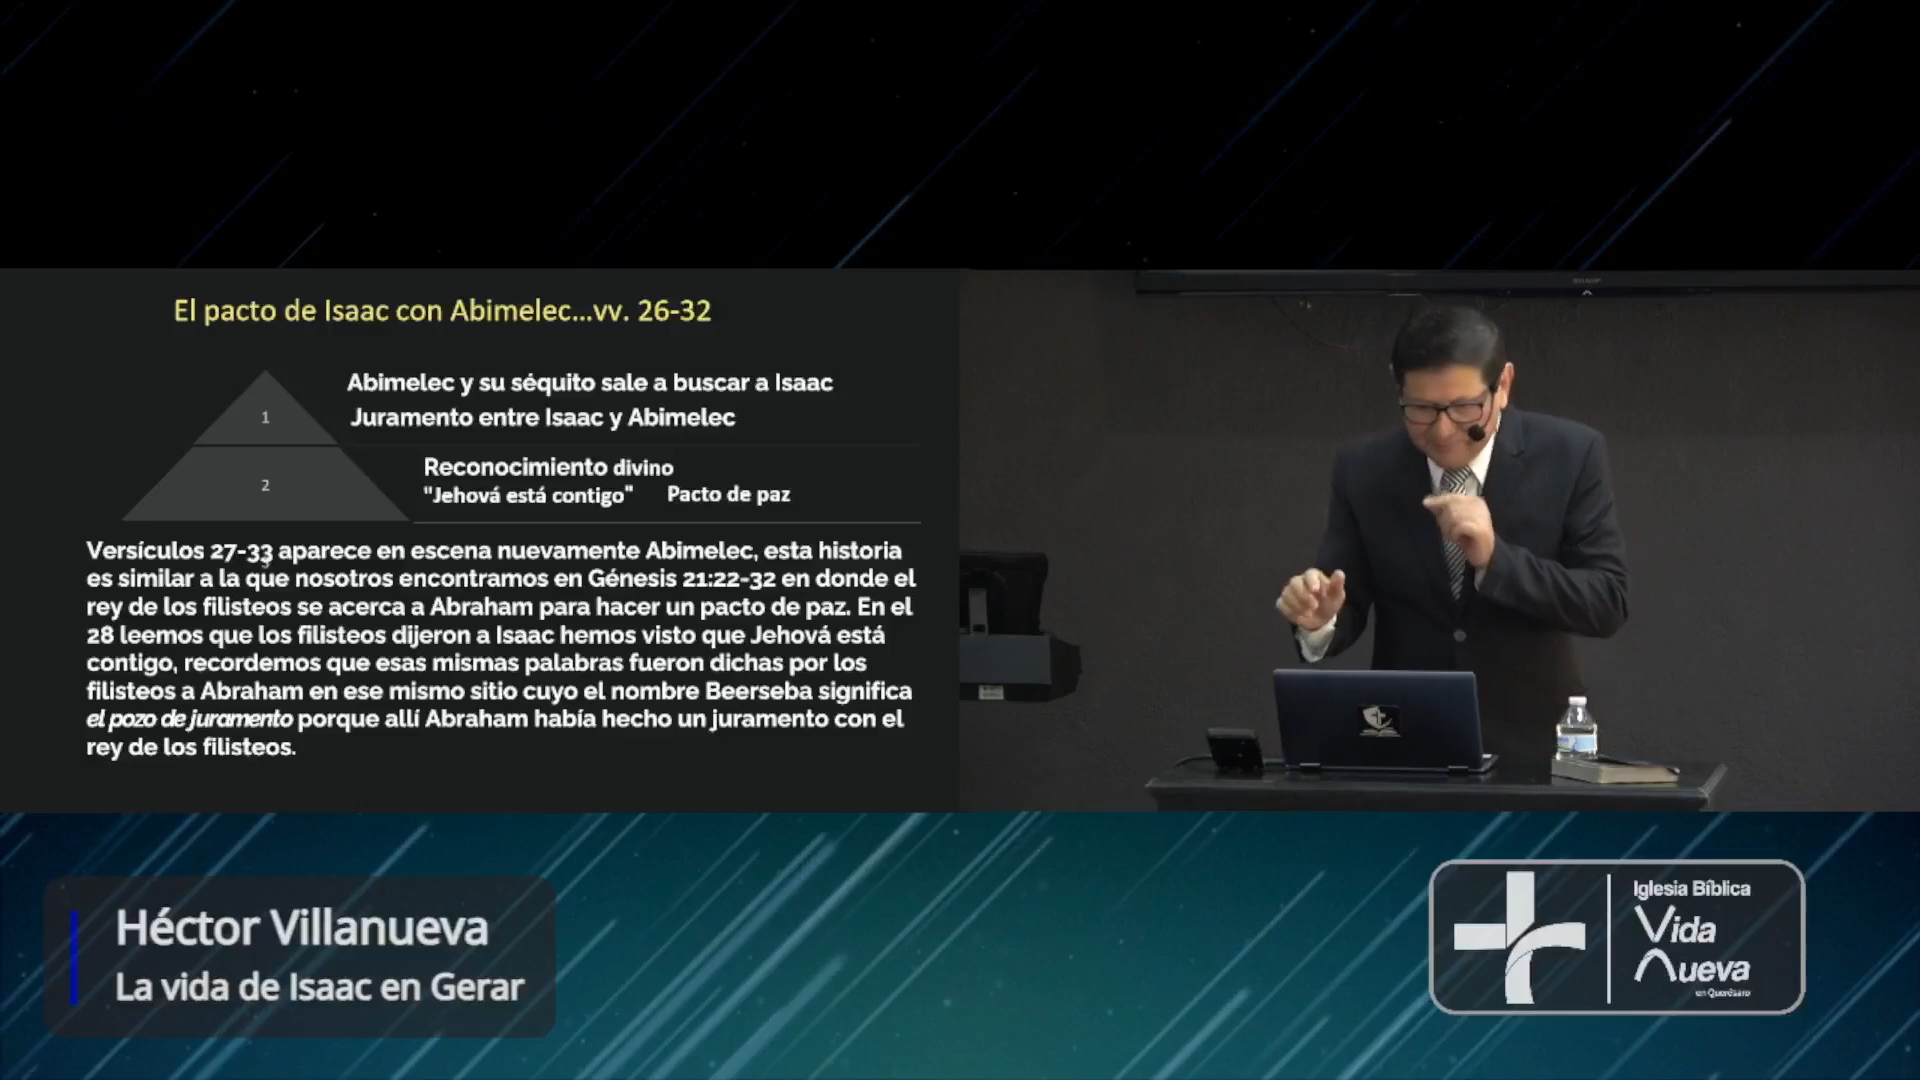 El pacto de Isaac con Abimelec...vv. 26-32
Abimelec y su séquito sale a buscar a Isaac
1
Juramento entre Isaac y Abimelec
Reconocimiento divino
2
"Jehová está contigo" Pacto de paz
Versículos 27-33 aparece en escena nuevamente Abimelec, esta historia
es similar a la que nosotros encontramos en Génesis 21:22-32 en donde el
rey de los filisteos se acerca a Abraham para hacer un pacto de paz. En el
28 leemos que los filisteos dijeron a Isaac hemos visto que Jehová está
contigo, recordemos que esas mismas palabras fueron dichas por los
filisteos a Abraham en ese mismo sitio cuyo el nombre Beerseba significa
el pozo de juramento porque allí Abraham había hecho un juramento con el
rey de los filisteos.
Héctor Villanueva
La vida de Isaac en Gerar
Iglesia Bíblica
Vida
Nueva
en Querétaro